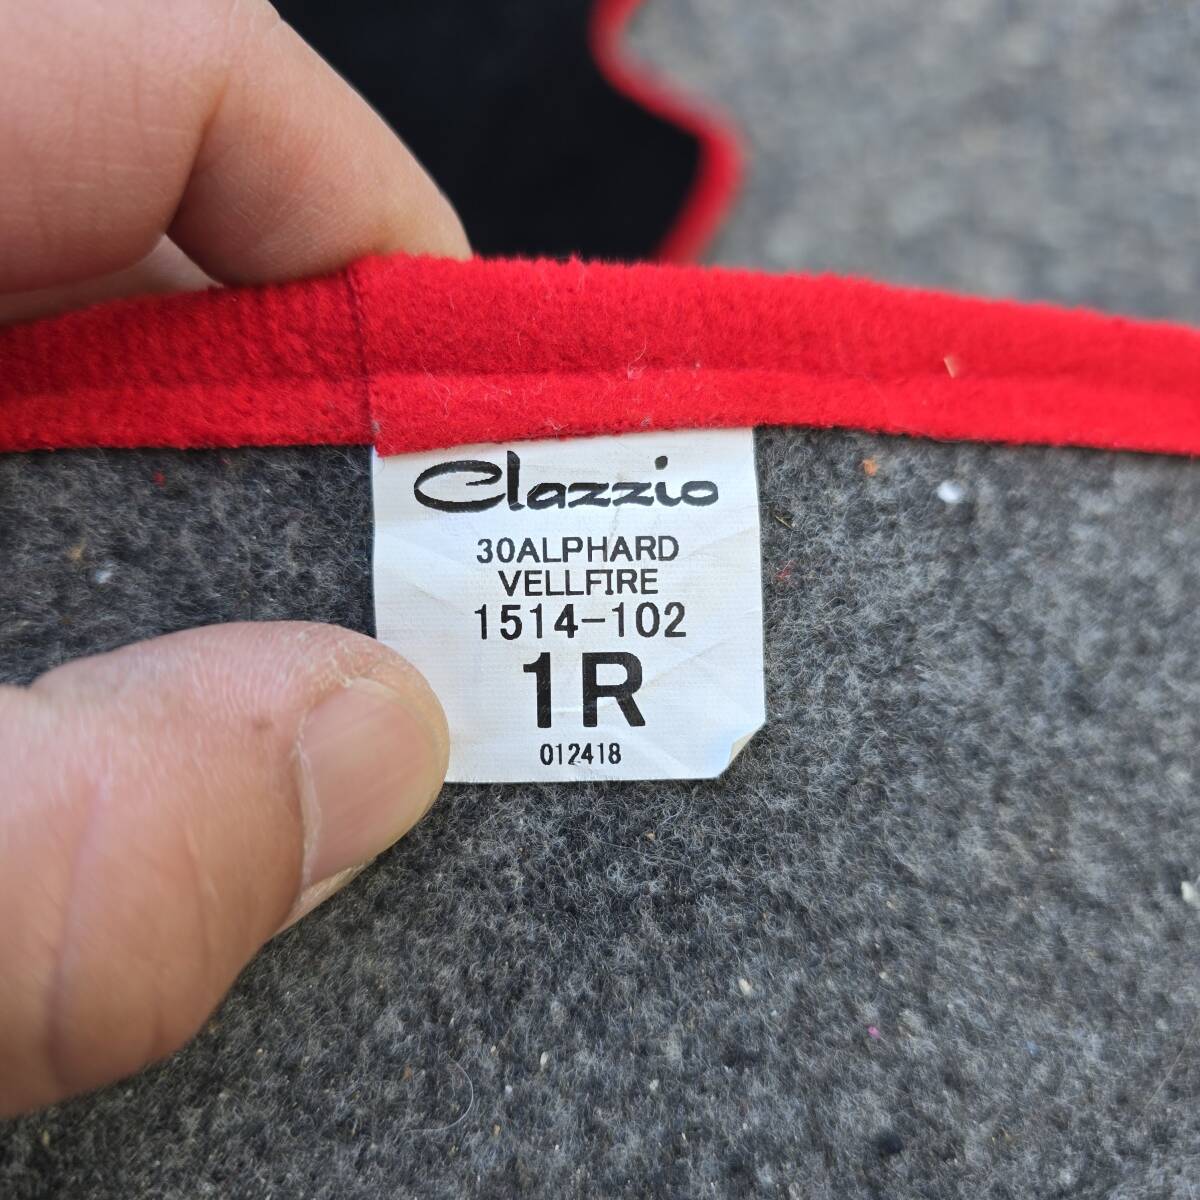 Clazzio
30ALPHARD
VELLFIRE
1514-102
1R
012418